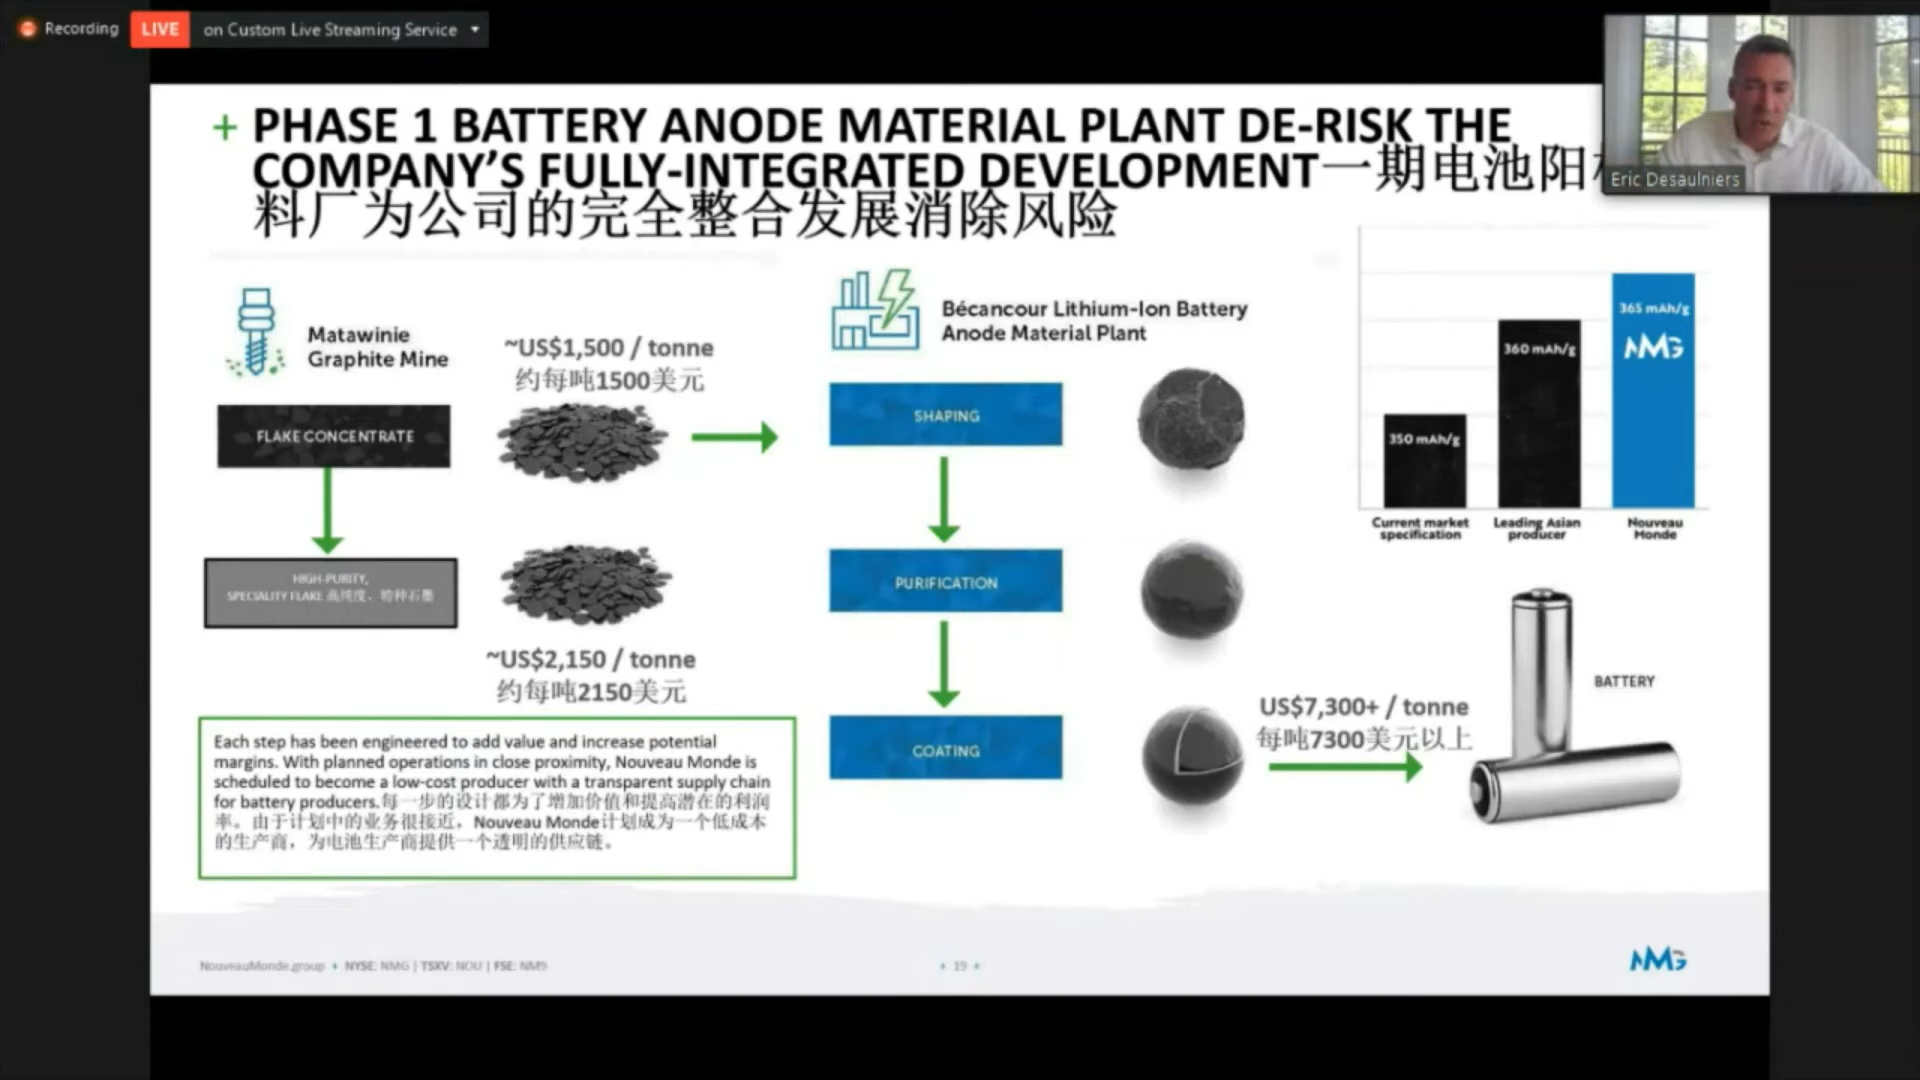 Recording
LIVE on Custom Live Streaming Service
Eric Desaulniers
+ PHASE 1 BATTERY ANODE MATERIAL PLANT DE-RISK THE
COMPANY'S FULLY-INTEGRATED DEVELOPMENT一期电池阳
料厂为公司的完全整合发展消除风险
Matawinie
Graphite Mine
~US$1,500 / tonne
约每吨1500美元
FLAKE CONCENTRATE
HIGH-PURITY,
SPECIALITY FLAKE 高纯度、特种石墨
~US$2,150 / tonne
约每吨2150美元
Each step has been engineered to add value and increase potential
margins. With planned operations in close proximity, Nouveau Monde is
scheduled to become a low-cost producer with a transparent supply chain
for battery producers.每一步的设计都为了增加价值和提高潜在的利润
率。由于计划中的业务很接近，Nouveau Monde计划成为一个低成本
的生产商，为电池生产商提供一个透明的供应链。
Bécancour Lithium-Ion Battery
Anode Material Plant
SHAPING
PURIFICATION
COATING
US$7,300+ / tonne
每吨7300美元以上
BATTERY
350 mAh/g
360 mAh/g
365 mAh/g
NMG
Current market
specification
Leading Asian
producer
Nouveau
Monde
NouveauMonde.group + NYSE: NMG | TSXV: NOU | FSE: NM9
+ 19 +
NMG